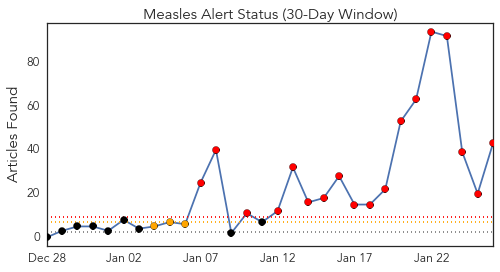 Measles Alert Status (30-Day Window)
Articles Found
80
60
40
20
0
Dec 28
Jan 02
Jan 07
Jan 12
Jan 17
Jan 22